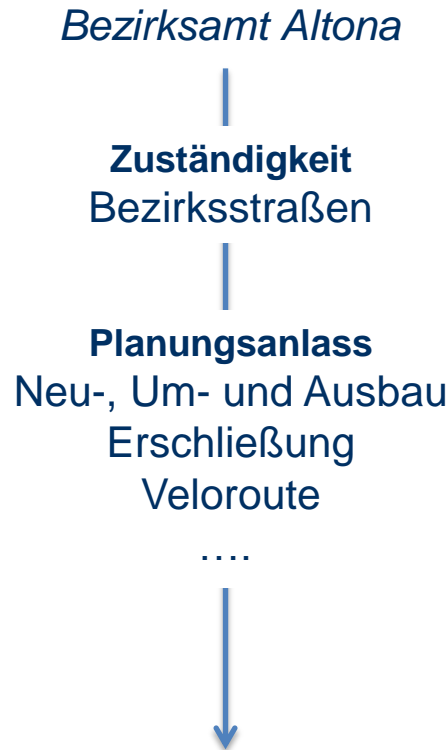 Bezirksamt Altona
Zuständigkeit
Bezirksstraßen
Planungsanlass
Neu-, Um- und Ausbau
Erschließung
Veloroute
….